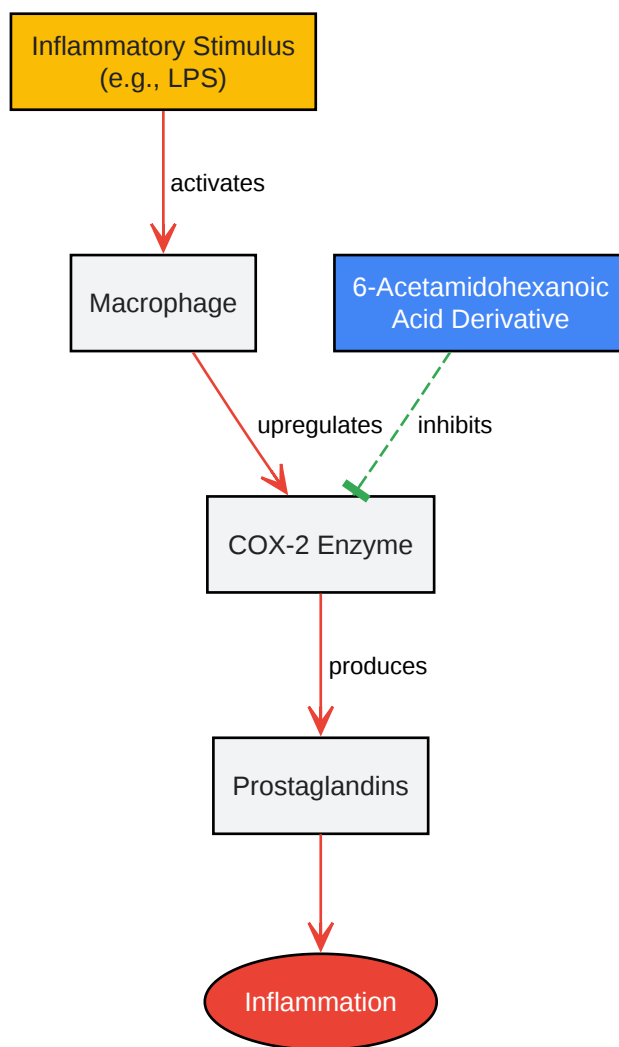 Inflammatory Stimulus
(e.g., LPS)
activates
Macrophage
6-Acetamidohexanoic
Acid Derivative
upregulates
inhibits
COX-2 Enzyme
produces
Prostaglandins
Inflammation